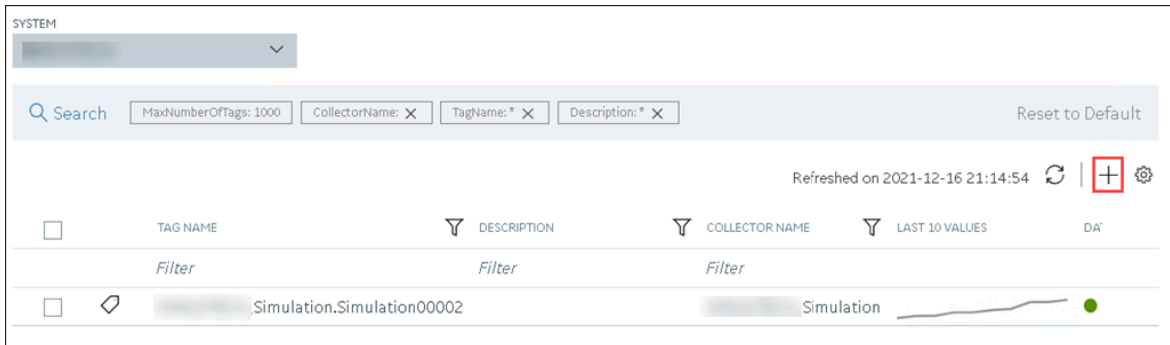 SYSTEM
Search MaxNumberOfTags: 1000 CollectorName: TagName: * Description: * Reset to Default
Refreshed on 2021-12-16 21:14:54
TAG NAME DESCRIPTION COLLECTOR NAME LAST 10 VALUES DA
Filter Filter Filter
Simulation.Simulation00002 Simulation